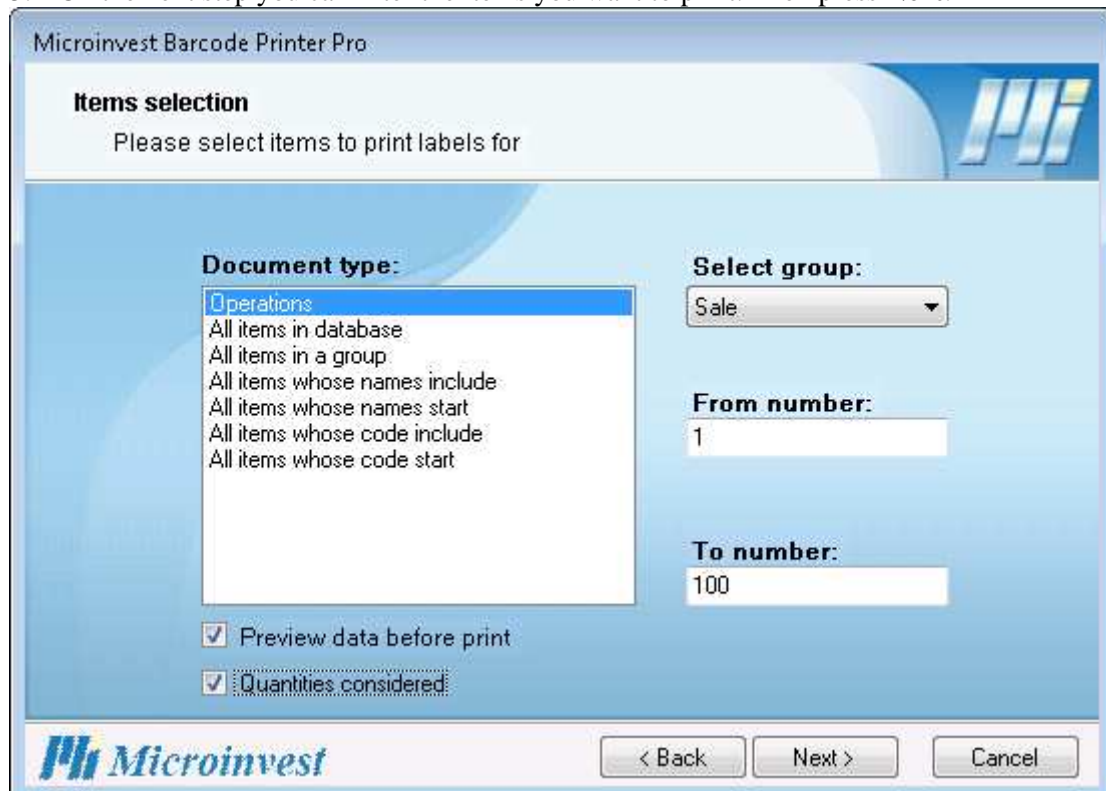 Microinvest Barcode Printer Pro
Items selection
Please select items to print labels for
Document type:
Operations
All items in database
All items in a group
All items whose names include
All items whose names start
All items whose code include
All items whose code start
Preview data before print
Quantities considered
Select group:
Sale
From number:
1
To number:
100
Microinvest
< Back
Next >
Cancel